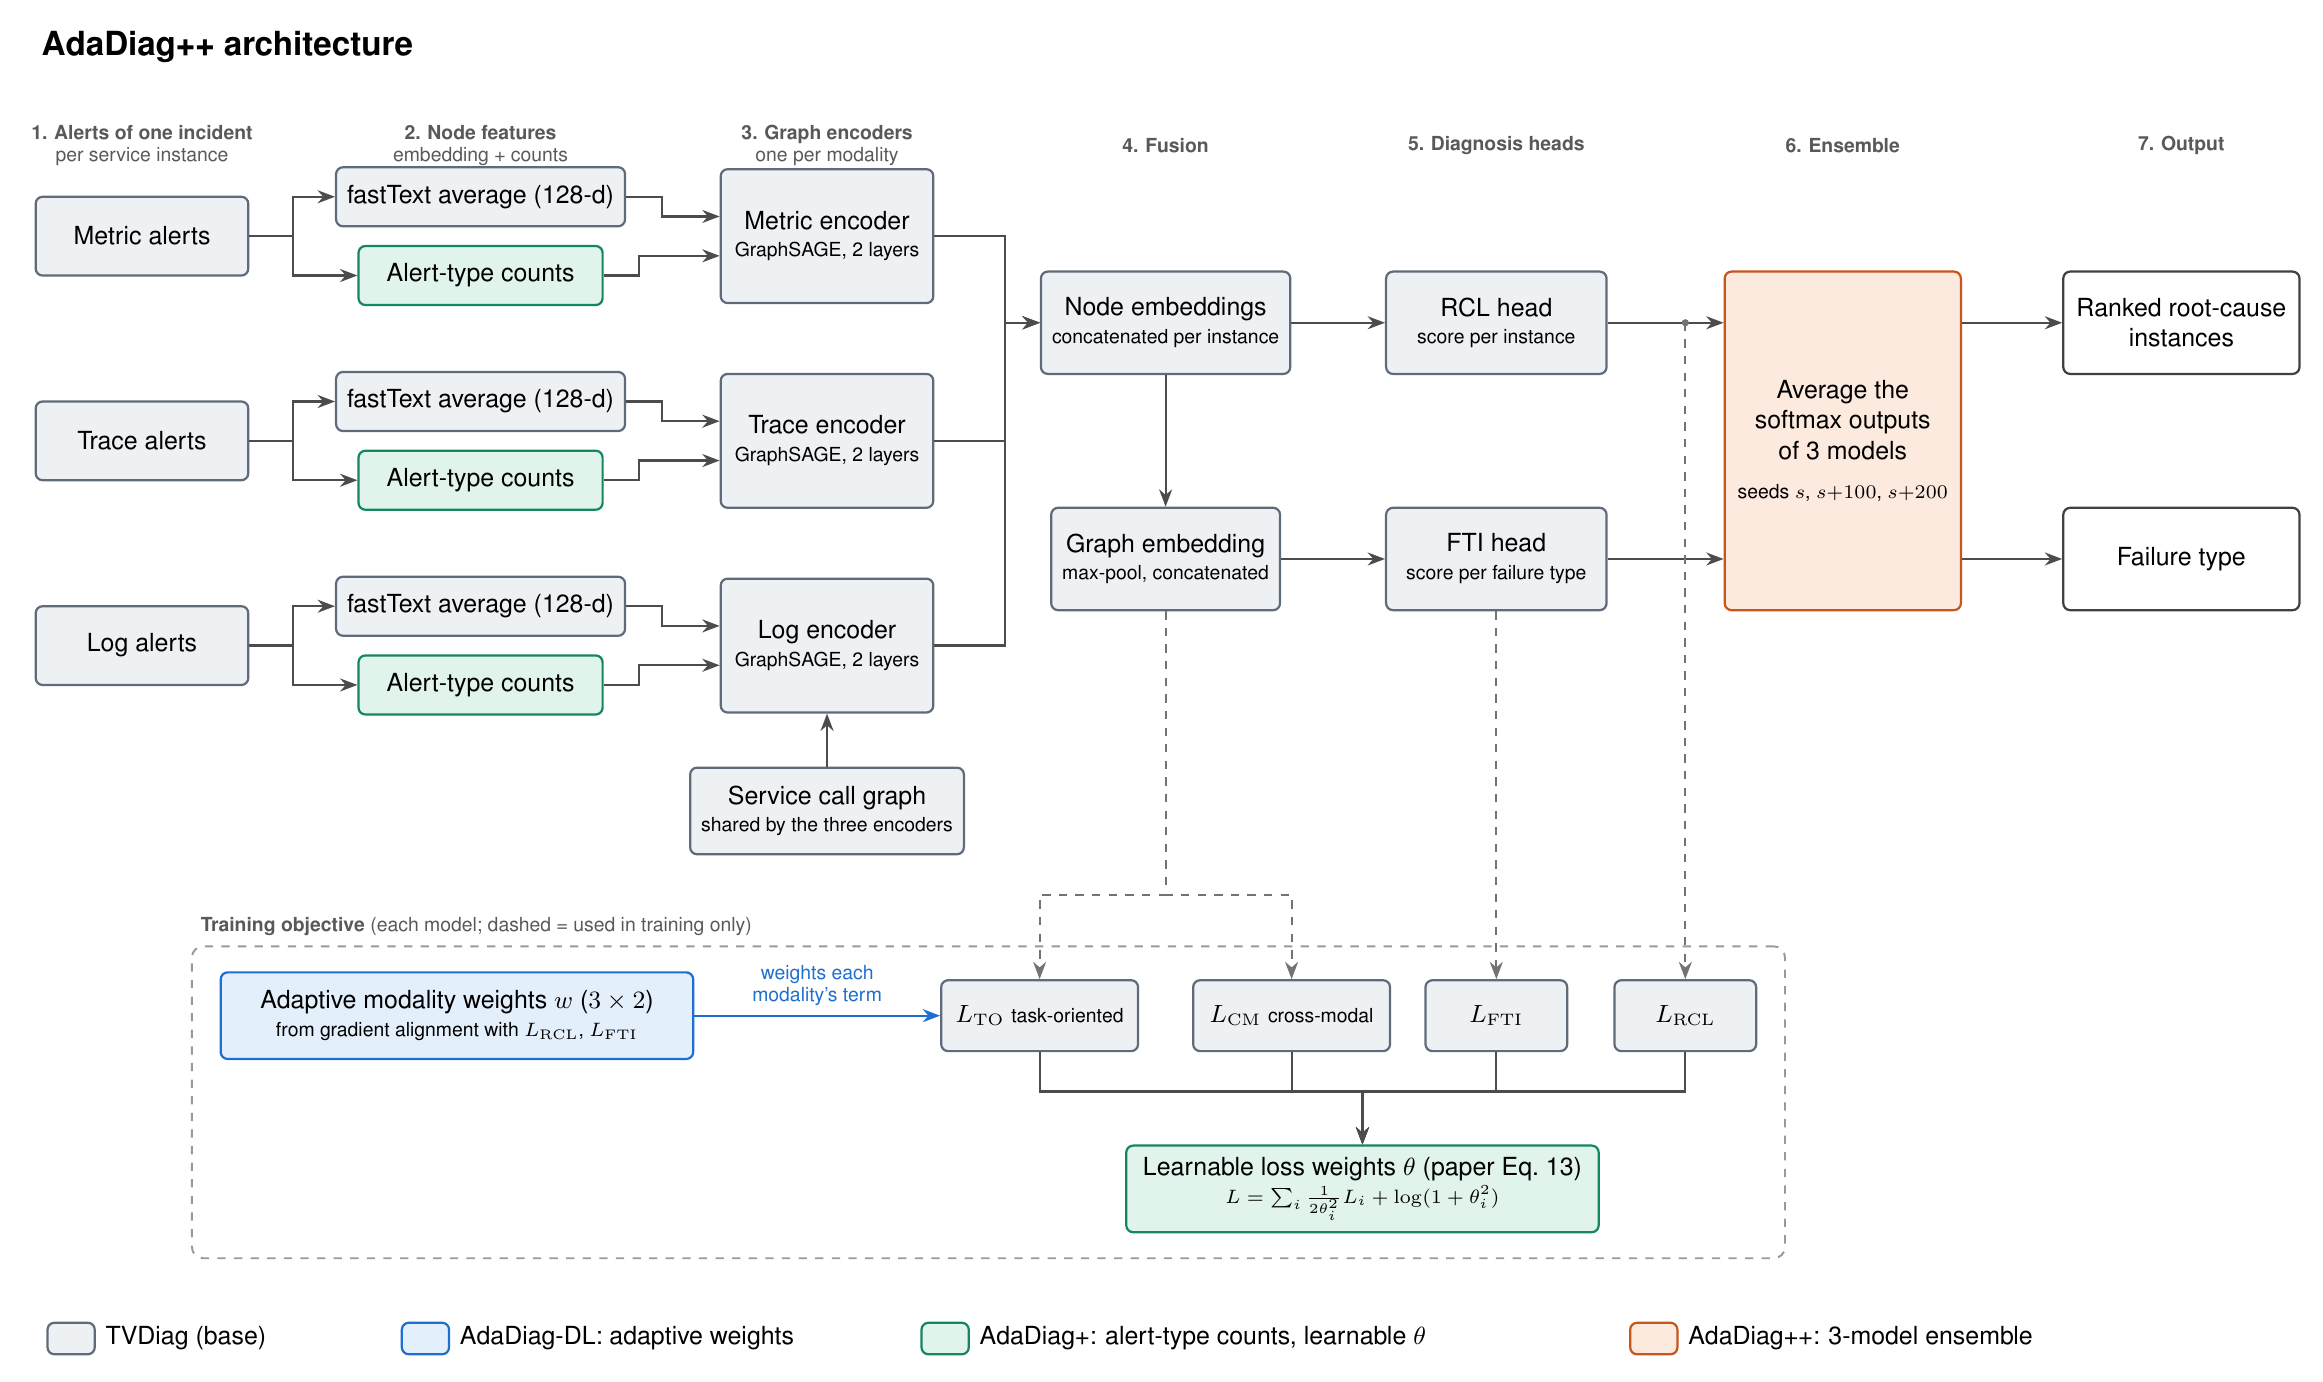 AdaDiag++ architecture
1. Alerts of one incident
per service instance
2. Node features
embedding + counts
3. Graph encoders
one per modality
4. Fusion
5. Diagnosis heads
6. Ensemble
7. Output
Metric alerts
fastText average (128-d)
Alert-type counts
Metric encoder
GraphSAGE, 2 layers
Trace alerts
fastText average (128-d)
Alert-type counts
Trace encoder
GraphSAGE, 2 layers
Log alerts
fastText average (128-d)
Alert-type counts
Log encoder
GraphSAGE, 2 layers
Service call graph
shared by the three encoders
Node embeddings
concatenated per instance
Graph embedding
max-pool, concatenated
RCL head
score per instance
FTI head
score per failure type
Average the
softmax outputs
of 3 models
seeds s, s+100, s+200
Ranked root-cause
instances
Failure type
Training objective (each model; dashed = used in training only)
Adaptive modality weights w (3 × 2)
from gradient alignment with L_RCL, L_FTI
weights each
modality's term
L_TO task-oriented
L_CM cross-modal
L_FTI
L_RCL
Learnable loss weights θ (paper Eq. 13)
L = ∑_i 1/(2θ_i^2) L_i + log(1 + θ_i^2)
TVDiag (base)
AdaDiag-DL: adaptive weights
AdaDiag+: alert-type counts, learnable θ
AdaDiag++: 3-model ensemble